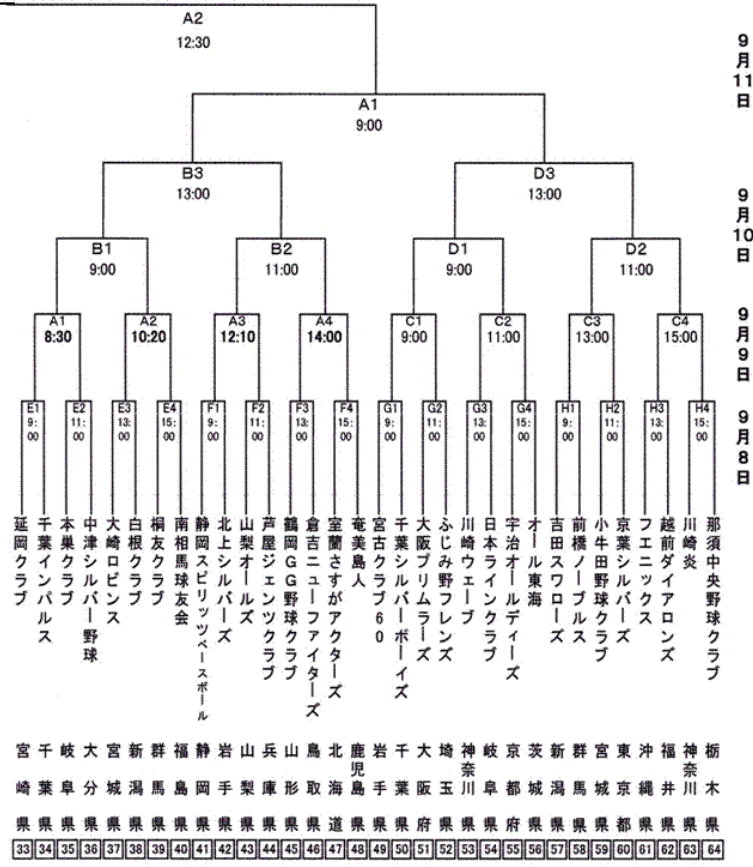 A2
12:30
9月11日
A1
9:00
B3
13:00
D3
13:00
9月10日
B1
9:00
B2
11:00
D1
9:00
D2
11:00
9月9日
A1
8:30
A2
10:20
A3
12:10
A4
14:00
C1
9:00
C2
11:00
C3
13:00
C4
15:00
9月8日
E1
9:00
E2
11:00
E3
13:00
E4
15:00
F1
9:00
F2
11:00
F3
13:00
F4
15:00
G1
9:00
G2
11:00
G3
13:00
G4
15:00
H1
9:00
H2
11:00
H3
13:00
H4
15:00
延岡クラブ
千葉インパルス
本巣クラブ
中津シルバー野球
大崎ロビンス
白根クラブ
桐友クラブ
南相馬球友会
静岡スピリッツベースボール
北上シルバーズ
山梨オールズ
芦屋ジェンツクラブ
鶴岡GG野球クラブ
倉吉ニューファイターズ
室蘭さすがアクターズ
奄美島人
宮古クラブ60
千葉シルバーボーイズ
大阪プリムラーズ
ふじみ野フレンズ
川崎ウェーブ
日本ラインクラブ
宇治オールディーズ
オール東海
吉田スワローズ
前橋ノーブルス
小牛田野球クラブ
京葉シルバーズ
フエニックス
越前ダイアロンズ
川崎炎
那須中央野球クラブ
宮崎県
千葉県
岐阜県
大分県
宮城県
新潟県
群馬県
福島県
静岡県
岩手県
山梨県
兵庫県
山形県
鳥取県
北海道
鹿児島県
岩手県
千葉県
大阪府
埼玉県
神奈川県
岐阜県
京都府
茨城県
新潟県
群馬県
宮城県
東京都
沖縄県
福井県
神奈川県
栃木県
33 34 35 36 37 38 39 40 41 42 43 44 45 46 47 48 49 50 51 52 53 54 55 56 57 58 59 60 61 62 63 64